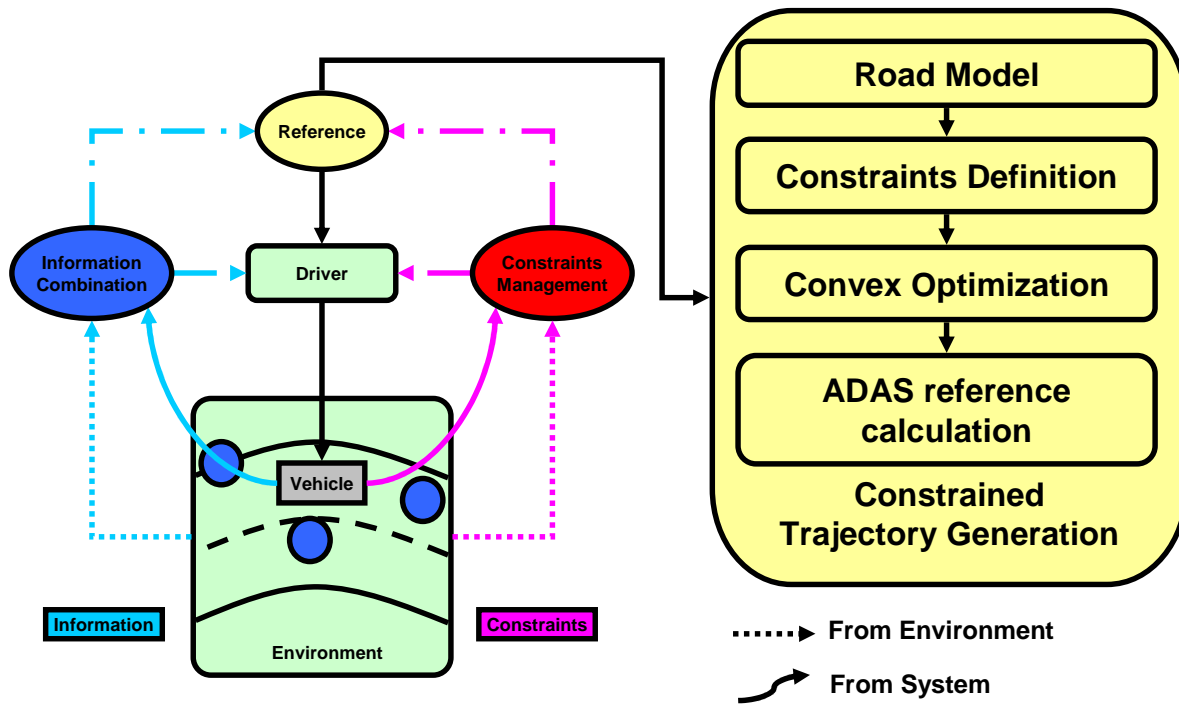 Reference
Information
Combination
Driver
Constraints
Management
Vehicle
Information
Constraints
Environment
Road Model
Constraints Definition
Convex Optimization
ADAS reference
calculation
Constrained
Trajectory Generation
From Environment
From System